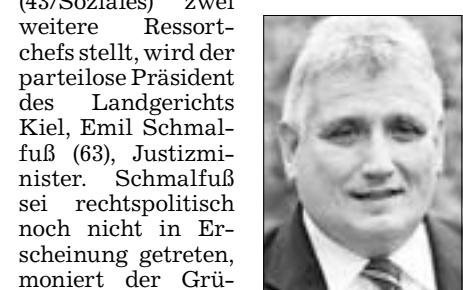 (43/Soziales) zwei
weitere Ressort-
chefs stellt, wird der
parteilose Präsident
des Landgerichts
Kiel, Emil Schmal-
fuß (63), Justizmi-
nister. Schmalfuß
sei rechtspolitisch
noch nicht in Er-
scheinung getreten,
moniert der Grü-